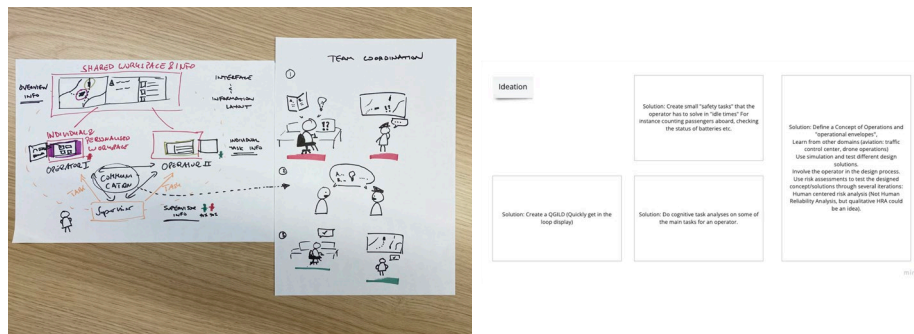 SHARED WORKSPACE & INFO
OVERVIEW
INFO
INTERFACE
&
INFORMATION
LAYOUT
INDIVIDUAL &
PERSONALISED
WORKSPACE
INDIVIDUAL
TASK INFO
OPERATOR I
OPERATOR II
COMMUNI
CATION
TASK
TASK
Supervisor
SUPERVISOR
INFO
TEAM COORDINATION
1
2
3
Ideation
Solution: Create small "safety tasks" that the
operator has to solve in "idle times" For
instance counting passengers aboard, checking
the status of batteries etc.
Solution: Define a Concept of Operations and
"operational envelopes",
Learn from other domains (aviation: traffic
control center, drone operations)
Use simulation and test different design
solutions.
Involve the operator in the design process.
Use risk assessments to test the designed
concept/solutions through several iterations:
Human centered risk analysis (Not Human
Reliability Analysis, but qualitative HRA could
be an idea).
Solution: Create a QGILD (Quickly get in the
loop display)
Solution: Do cognitive task analyses on some of
the main tasks for an operator.
miro